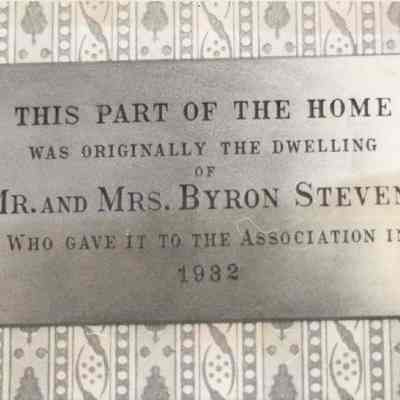 THIS PART OF THE HOME
WAS ORIGINALLY THE DWELLING
OF
MR. AND MRS. BYRON STEVEN
WHO GAVE IT TO THE ASSOCIATION IN
1932